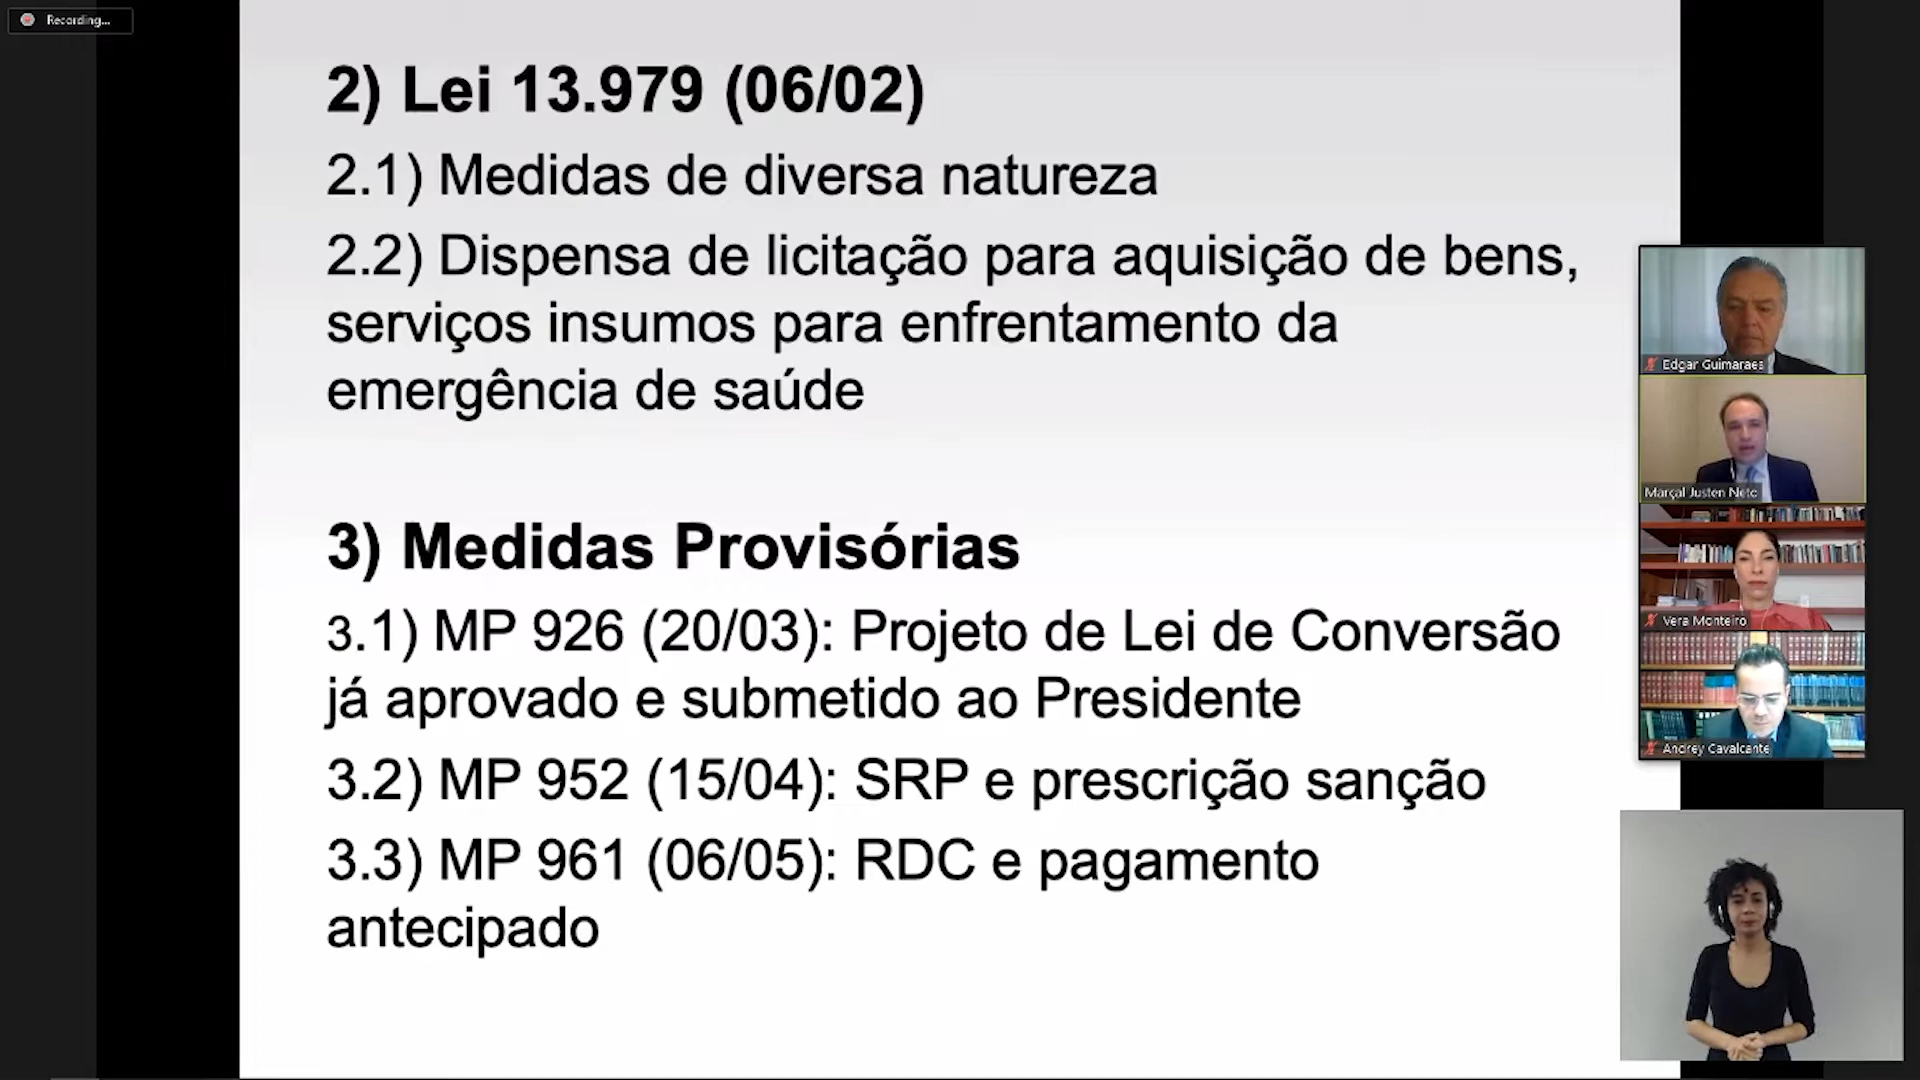 Recording...
2) Lei 13.979 (06/02)
2.1) Medidas de diversa natureza
2.2) Dispensa de licitação para aquisição de bens,
serviços insumos para enfrentamento da
emergência de saúde
3) Medidas Provisórias
3.1) MP 926 (20/03): Projeto de Lei de Conversão
já aprovado e submetido ao Presidente
3.2) MP 952 (15/04): SRP e prescrição sanção
3.3) MP 961 (06/05): RDC e pagamento
antecipado
Edgar Guimaraes
Marçal Justen Neto
Vera Monteiro
Andrey Cavalcante